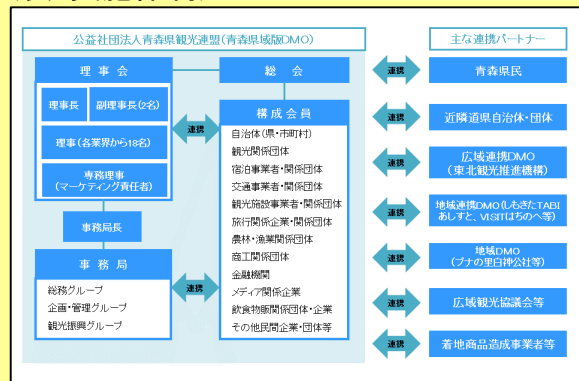 公益社団法人青森県観光連盟(青森県域版DMO)
主な連携パートナー
理事会
総会
理事長
副理事長(2名)
理事(各業界から18名)
専務理事
(マーケティング責任者)
事務局長
事務局
総務グループ
企画・管理グループ
観光振興グループ
連携
連携
構成会員
自治体(県・市町村)
観光関係団体
宿泊事業者・関係団体
交通事業者・関係団体
観光施設事業者・関係団体
旅行関係企業・関係団体
農林・漁業関係団体
商工関係団体
金融機関
メディア関係企業
飲食物販関係団体・企業
その他民間企業・団体等
連携
青森県民
連携
近隣道県自治体・団体
連携
広域連携DMO
(東北観光推進機構)
連携
地域連携DMO(しもきたTABI
あしすと、VISITはちのへ等)
連携
地域DMO
(ブナの里白神公社等)
連携
広域観光協議会等
連携
着地商品造成事業者等